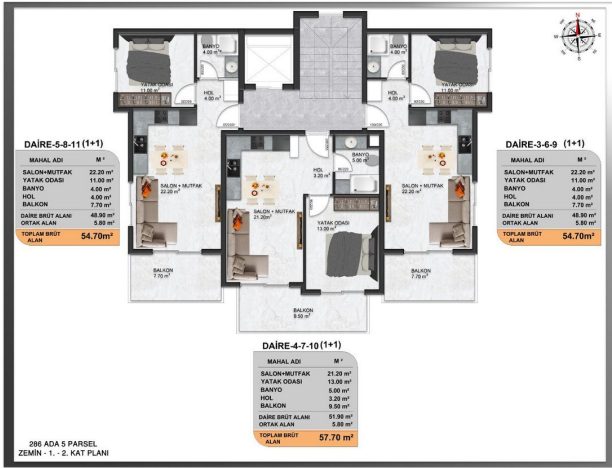 N
W
E
S
BANYO
4.00 m²
YATAK ODASI
11.00 m²
HOL
4.00 m²
SALON + MUTFAK
22.20 m²
BALKON
7.70 m²
BANYO
4.00 m²
YATAK ODASI
11.00 m²
HOL
4.00 m²
SALON + MUTFAK
22.20 m²
BALKON
7.70 m²
BANYO
5.00 m²
HOL
3.20 m²
SALON + MUTFAK
21.20 m²
YATAK ODASI
13.00 m²
BALKON
9.50 m²
DAİRE-5-8-11 (1+1)
MAHAL ADI M²
SALON+MUTFAK 22.20 m²
YATAK ODASI 11.00 m²
BANYO 4.00 m²
HOL 4.00 m²
BALKON 7.70 m²
DAİRE BRÜT ALANI 48.90 m²
ORTAK ALAN 5.80 m²
TOPLAM BRÜT
ALAN 54.70m²
DAİRE-3-6-9 (1+1)
MAHAL ADI M²
SALON+MUTFAK 22.20 m²
YATAK ODASI 11.00 m²
BANYO 4.00 m²
HOL 4.00 m²
BALKON 7.70 m²
DAİRE BRÜT ALANI 48.90 m²
ORTAK ALAN 5.80 m²
TOPLAM BRÜT
ALAN 54.70m²
DAİRE-4-7-10 (1+1)
MAHAL ADI M²
SALON+MUTFAK 21.20 m²
YATAK ODASI 13.00 m²
BANYO 5.00 m²
HOL 3.20 m²
BALKON 9.50 m²
DAİRE BRÜT ALANI 51.90 m²
ORTAK ALAN 5.80 m²
TOPLAM BRÜT
ALAN 57.70 m²
286 ADA 5 PARSEL
ZEMİN - 1. - 2. KAT PLANI